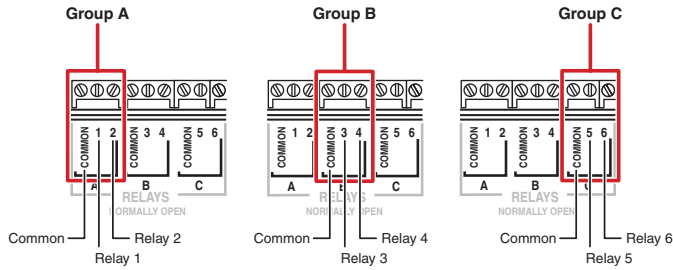 Group A
Group B
Group C
COMMON 1 2 COMMON 3 4 COMMON 5 6
COMMON 1 2 COMMON 3 4 COMMON 5 6
COMMON 1 2 COMMON 3 4 COMMON 5 6
A B C
A B C
A B C
RELAYS
NORMALLY OPEN
RELAYS
NORMALLY OPEN
RELAYS
NORMALLY OPEN
Common Relay 2
Relay 1
Common Relay 4
Relay 3
Common Relay 6
Relay 5